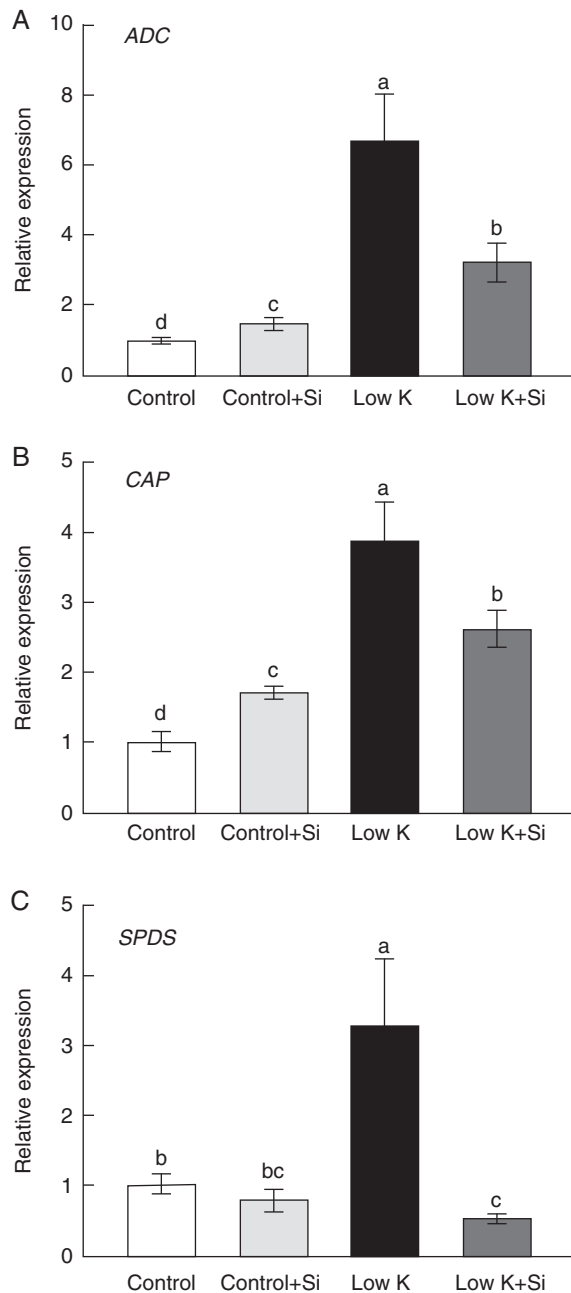 A
ADC
10
8
6
4
2
0
Relative expression
d
c
a
b
Control Control+Si Low K Low K+Si
B
CAP
5
4
3
2
1
0
Relative expression
d
c
a
b
Control Control+Si Low K Low K+Si
C
SPDS
5
4
3
2
1
0
Relative expression
b
bc
a
c
Control Control+Si Low K Low K+Si